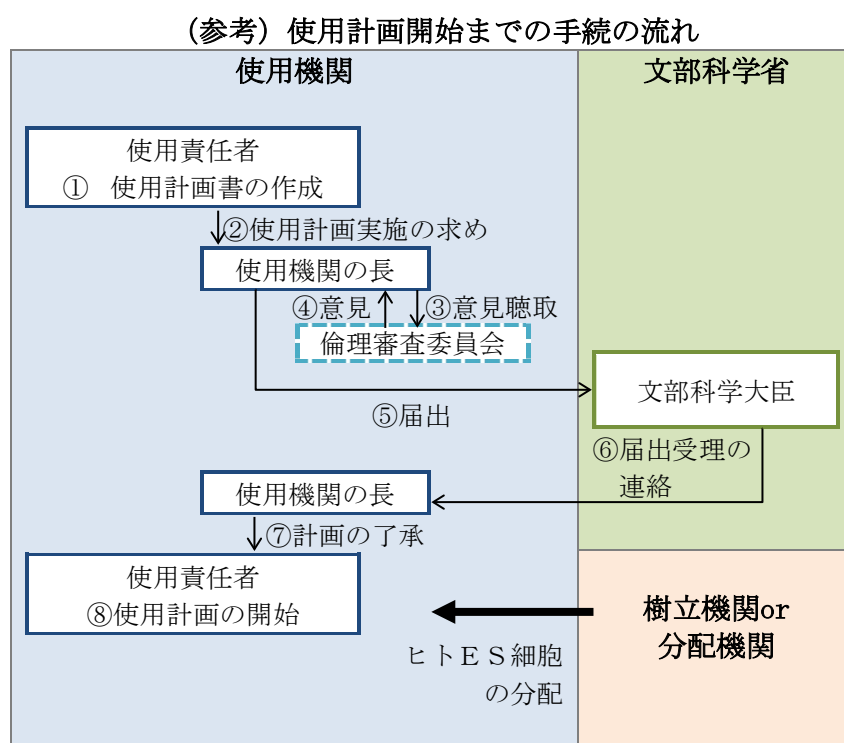 (参考) 使用計画開始までの手続の流れ
使用機関
文部科学省
使用責任者
① 使用計画書の作成
②使用計画実施の求め
使用機関の長
④意見
③意見聴取
倫理審査委員会
文部科学大臣
⑤届出
⑥届出受理の
連絡
使用機関の長
⑦計画の了承
使用責任者
⑧使用計画の開始
樹立機関or
分配機関
ヒトES細胞
の分配